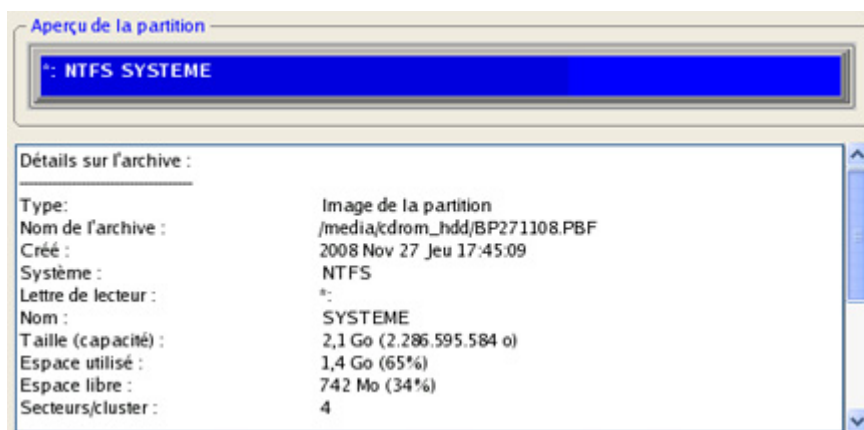 Aperçu de la partition
*: NTFS SYSTEME
Détails sur l'archive :
------------------------------------
Type: Image de la partition
Nom de l'archive : /media/cdrom_hdd/BP271108.PBF
Créé : 2008 Nov 27 Jeu 17:45:09
Système : NTFS
Lettre de lecteur : *:
Nom : SYSTEME
Taille (capacité) : 2,1 Go (2.286.595.584 o)
Espace utilisé : 1,4 Go (65%)
Espace libre : 742 Mo (34%)
Secteurs/cluster : 4